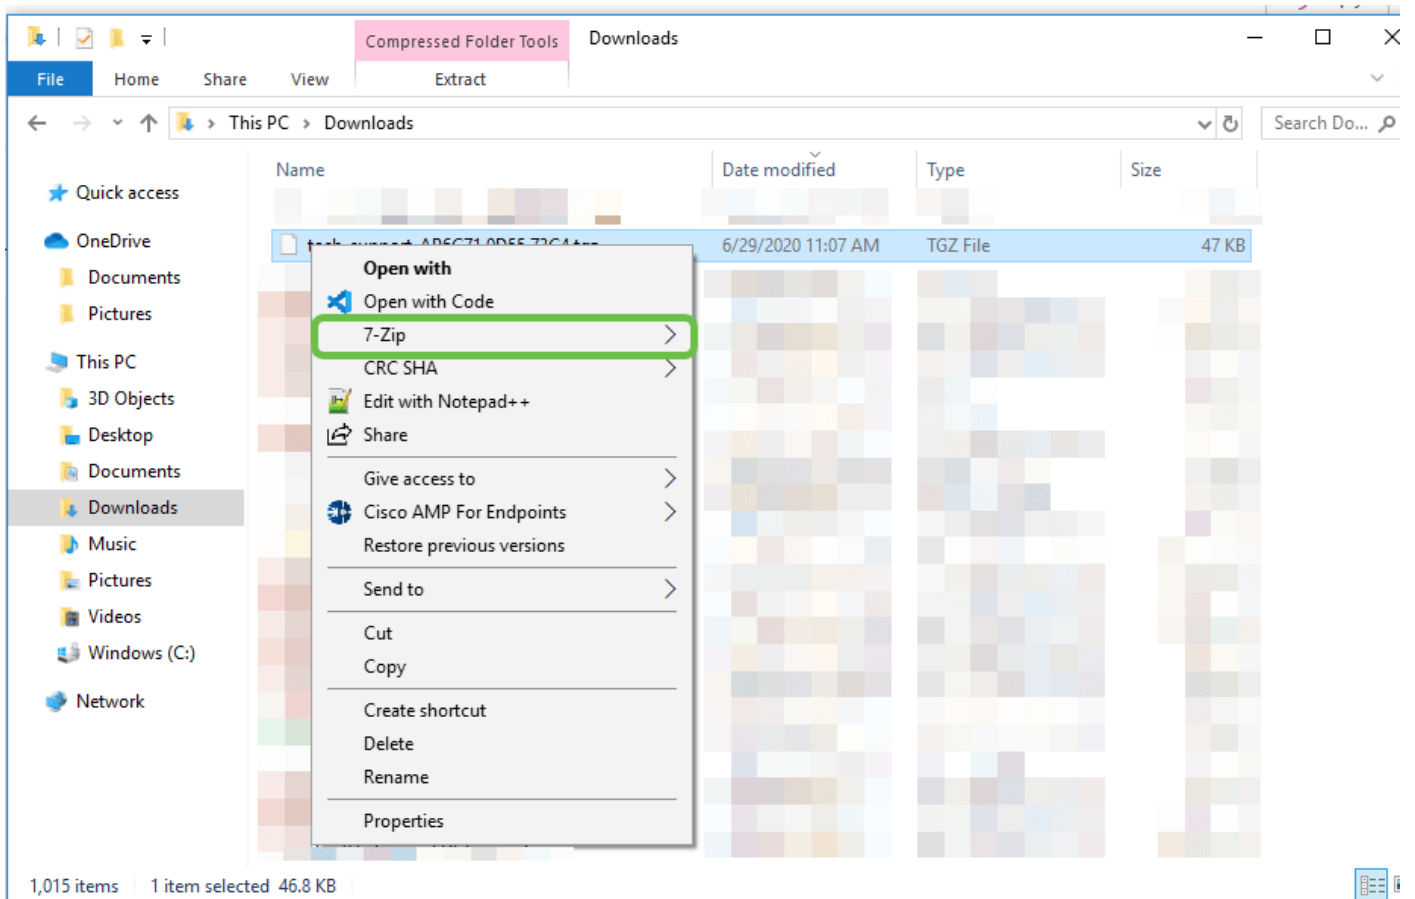 Compressed Folder Tools
Downloads
File
Home
Share
View
Extract
This PC
Downloads
Search Do...
Name
Date modified
Type
Size
6/29/2020 11:07 AM
TGZ File
47 KB
Quick access
OneDrive
Documents
Pictures
This PC
3D Objects
Desktop
Documents
Downloads
Music
Pictures
Videos
Windows (C:)
Network
Open with
Open with Code
7-Zip
CRC SHA
Edit with Notepad++
Share
Give access to
Cisco AMP For Endpoints
Restore previous versions
Send to
Cut
Copy
Create shortcut
Delete
Rename
Properties
1,015 items
1 item selected 46.8 KB